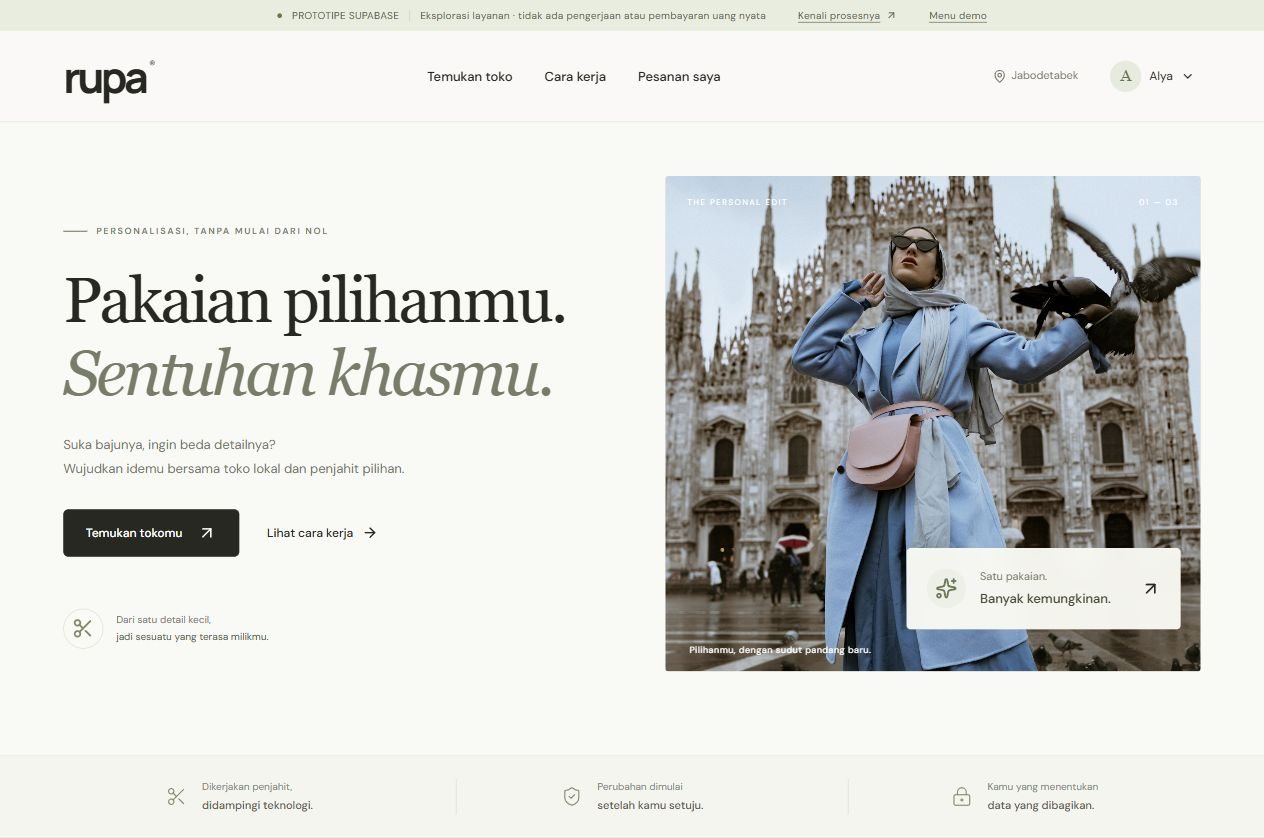 PROTOTIPE SUPABASE
Eksplorasi layanan · tidak ada pengerjaan atau pembayaran uang nyata
Kenali prosesnya
Menu demo
rupa®
Temukan toko
Cara kerja
Pesanan saya
Jabodetabek
A
Alya
PERSONALISASI, TANPA MULAI DARI NOL
Pakaian pilihanmu.
Sentuhan khasmu.
Suka bajunya, ingin beda detailnya?
Wujudkan idemu bersama toko lokal dan penjahit pilihan.
Temukan tokomu
Lihat cara kerja
Dari satu detail kecil,
jadi sesuatu yang terasa milikmu.
THE PERSONAL EDIT
01 — 03
Satu pakaian.
Banyak kemungkinan.
Pilihanmu, dengan sudut pandang baru.
Dikerjakan penjahit,
didampingi teknologi.
Perubahan dimulai
setelah kamu setuju.
Kamu yang menentukan
data yang dibagikan.